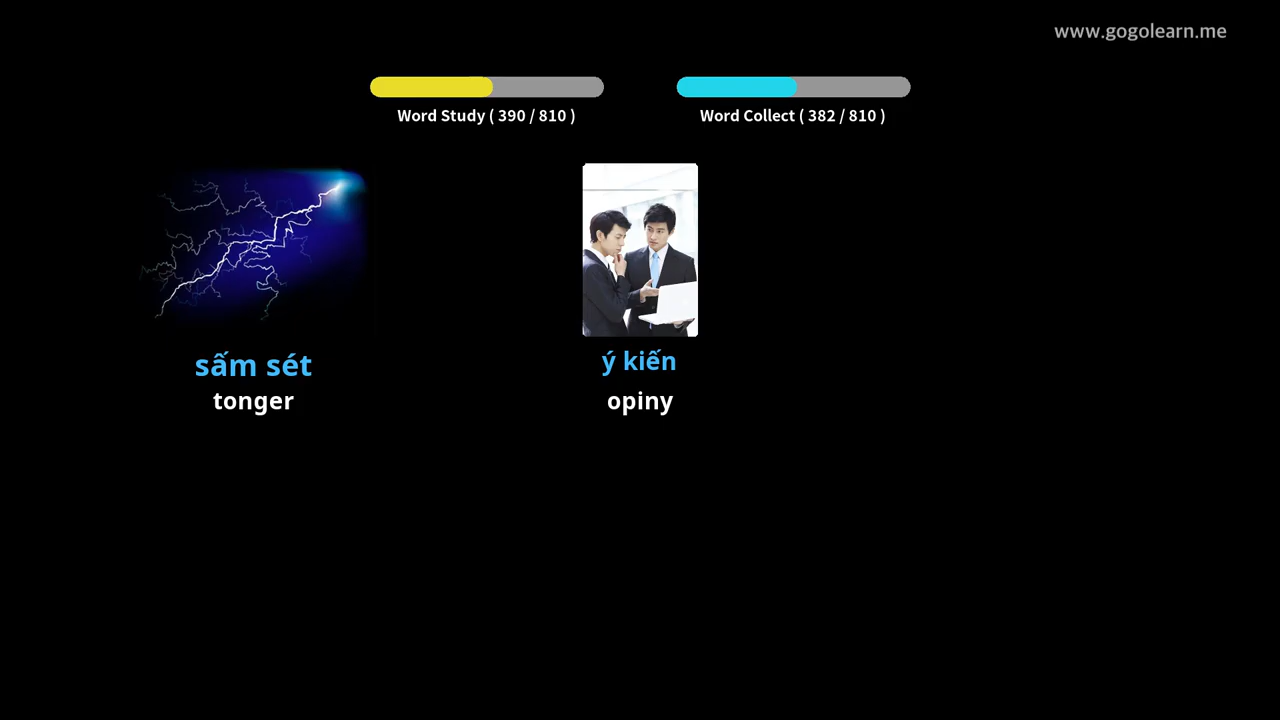 www.gogolearn.me
Word Study ( 390 / 810 )
Word Collect ( 382 / 810 )
sấm sét
tonger
ý kiến
opiny